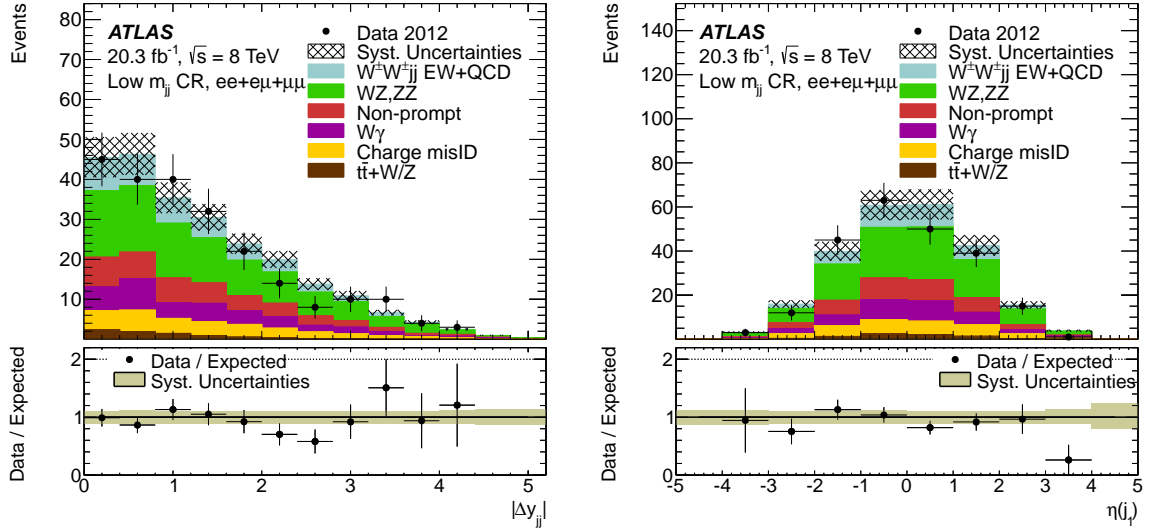 Events
80
70
60
50
40
30
20
10
ATLAS
20.3 fb⁻¹, √s = 8 TeV
Low m_jj CR, ee+eμ+μμ
Data 2012
Syst. Uncertainties
W±W±jj EW+QCD
WZ,ZZ
Non-prompt
Wγ
Charge misID
tt̄+W/Z
Data / Expected
2
1
0
Data / Expected
Syst. Uncertainties
0 1 2 3 4 5
|Δy_jj|
Events
140
120
100
80
60
40
20
ATLAS
20.3 fb⁻¹, √s = 8 TeV
Low m_jj CR, ee+eμ+μμ
Data 2012
Syst. Uncertainties
W±W±jj EW+QCD
WZ,ZZ
Non-prompt
Wγ
Charge misID
tt̄+W/Z
Data / Expected
2
1
0
Data / Expected
Syst. Uncertainties
-5 -4 -3 -2 -1 0 1 2 3 4 5
η(j₁)